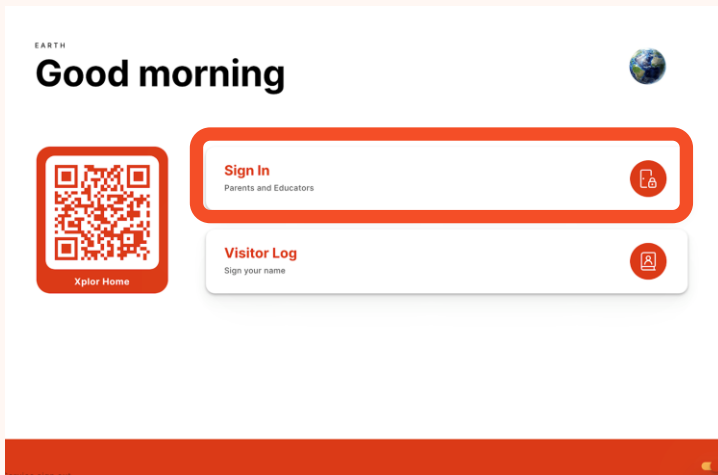 EARTH
Good morning
Sign In
Parents and Educators
Visitor Log
Sign your name
Xplor Home